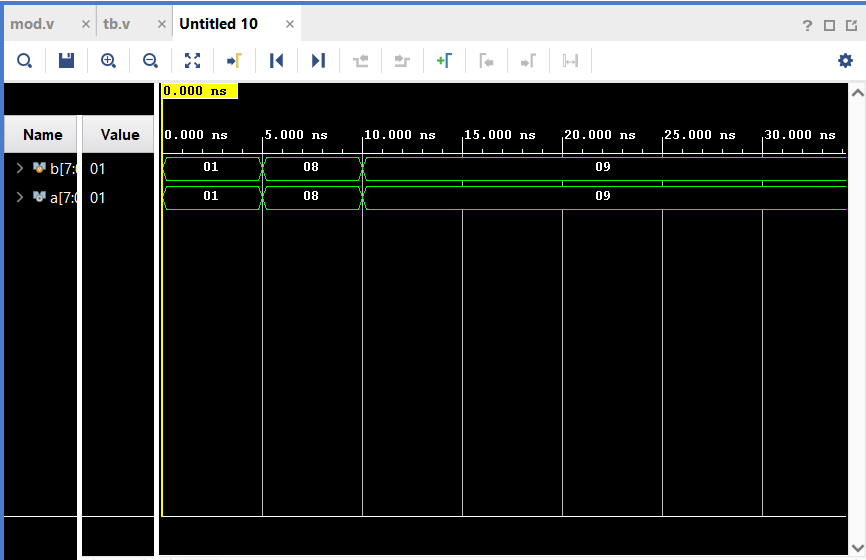 mod.v × tb.v × Untitled 10 × ?
0.000 ns
Name Value 0.000 ns 5.000 ns 10.000 ns 15.000 ns 20.000 ns 25.000 ns 30.000 ns
b[7:0 01 01 08 09
a[7:0 01 01 08 09